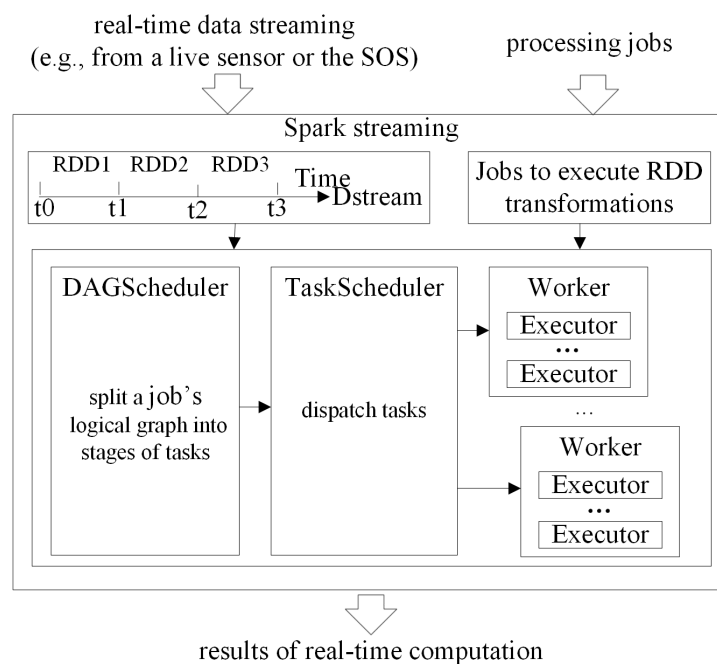 real-time data streaming
(e.g., from a live sensor or the SOS)
processing jobs
Spark streaming
RDD1 RDD2 RDD3
Time
Dstream
t0 t1 t2 t3
Jobs to execute RDD
transformations
DAGScheduler
split a job's
logical graph into
stages of tasks
TaskScheduler
dispatch tasks
Worker
Executor
...
Executor
...
Worker
Executor
...
Executor
results of real-time computation